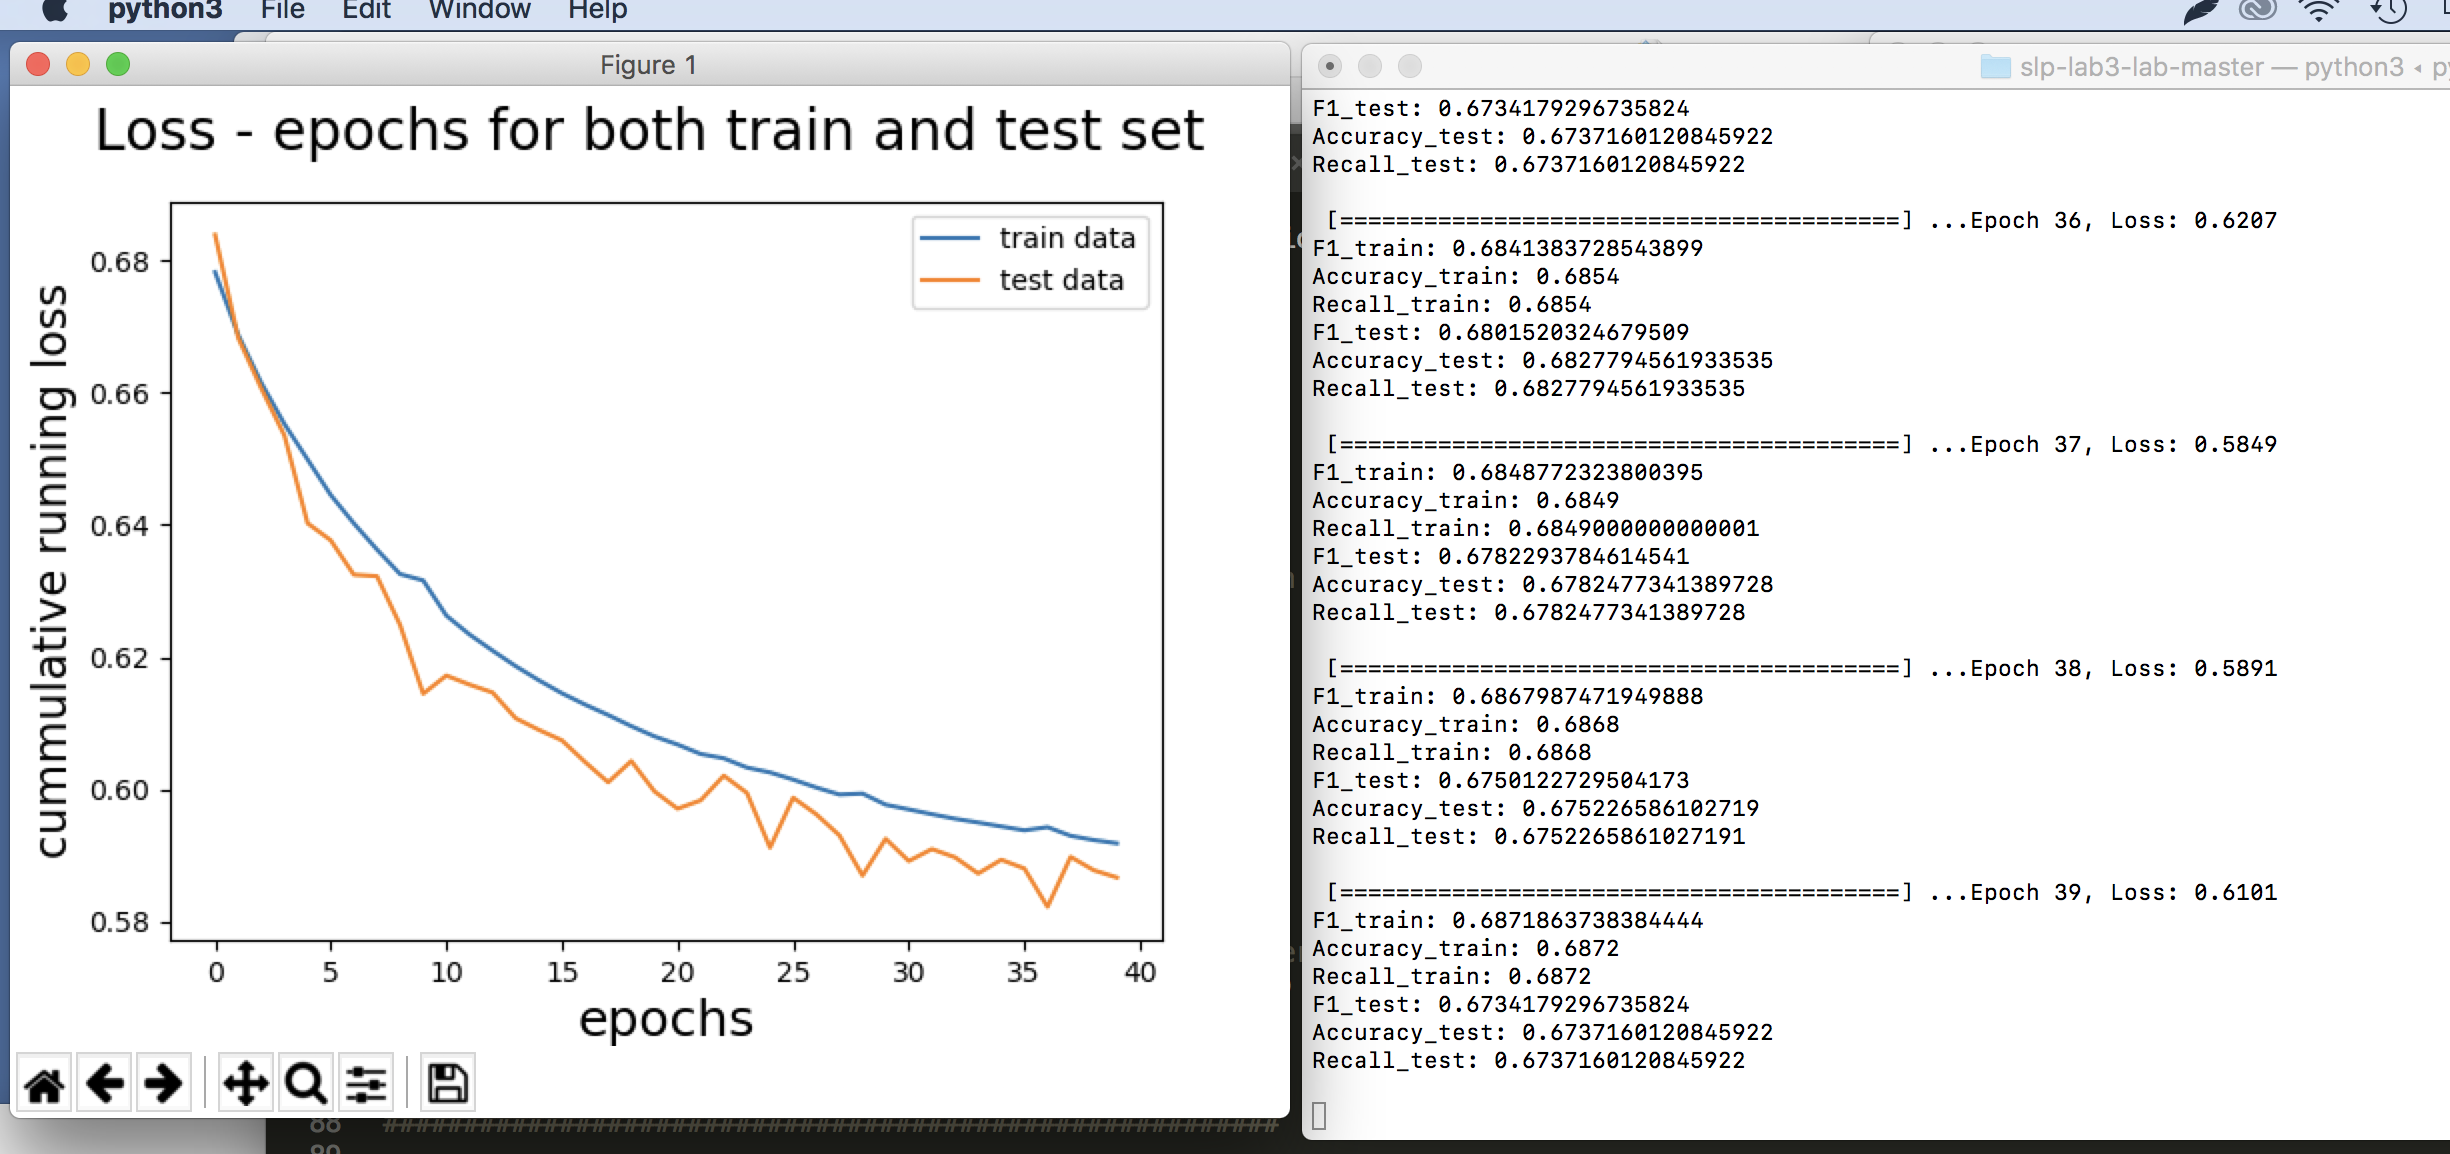 python3 File Edit Window Help
Figure 1
Loss - epochs for both train and test set
train data
test data
cummulative running loss
0.68
0.66
0.64
0.62
0.60
0.58
0 5 10 15 20 25 30 35 40
epochs
88 ########################################################
89
slp-lab3-lab-master — python3 ◂
F1_test: 0.6734179296735824
Accuracy_test: 0.6737160120845922
Recall_test: 0.6737160120845922
[========================================] ...Epoch 36, Loss: 0.6207
F1_train: 0.6841383728543899
Accuracy_train: 0.6854
Recall_train: 0.6854
F1_test: 0.6801520324679509
Accuracy_test: 0.6827794561933535
Recall_test: 0.6827794561933535
[========================================] ...Epoch 37, Loss: 0.5849
F1_train: 0.6848772323800395
Accuracy_train: 0.6849
Recall_train: 0.6849000000000001
F1_test: 0.6782293784614541
Accuracy_test: 0.6782477341389728
Recall_test: 0.6782477341389728
[========================================] ...Epoch 38, Loss: 0.5891
F1_train: 0.6867987471949888
Accuracy_train: 0.6868
Recall_train: 0.6868
F1_test: 0.6750122729504173
Accuracy_test: 0.675226586102719
Recall_test: 0.6752265861027191
[========================================] ...Epoch 39, Loss: 0.6101
F1_train: 0.6871863738384444
Accuracy_train: 0.6872
Recall_train: 0.6872
F1_test: 0.6734179296735824
Accuracy_test: 0.6737160120845922
Recall_test: 0.6737160120845922